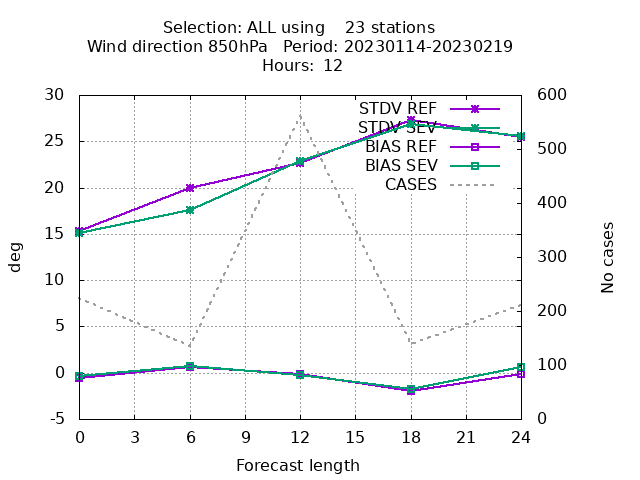 Selection: ALL using    23 stations
Wind direction 850hPa   Period: 20230114-20230219
Hours:  12
STDV REF
STDV SEV
BIAS REF
BIAS SEV
CASES
30
25
20
15
10
5
0
-5
600
500
400
300
200
100
0
deg
No cases
0 3 6 9 12 15 18 21 24
Forecast length